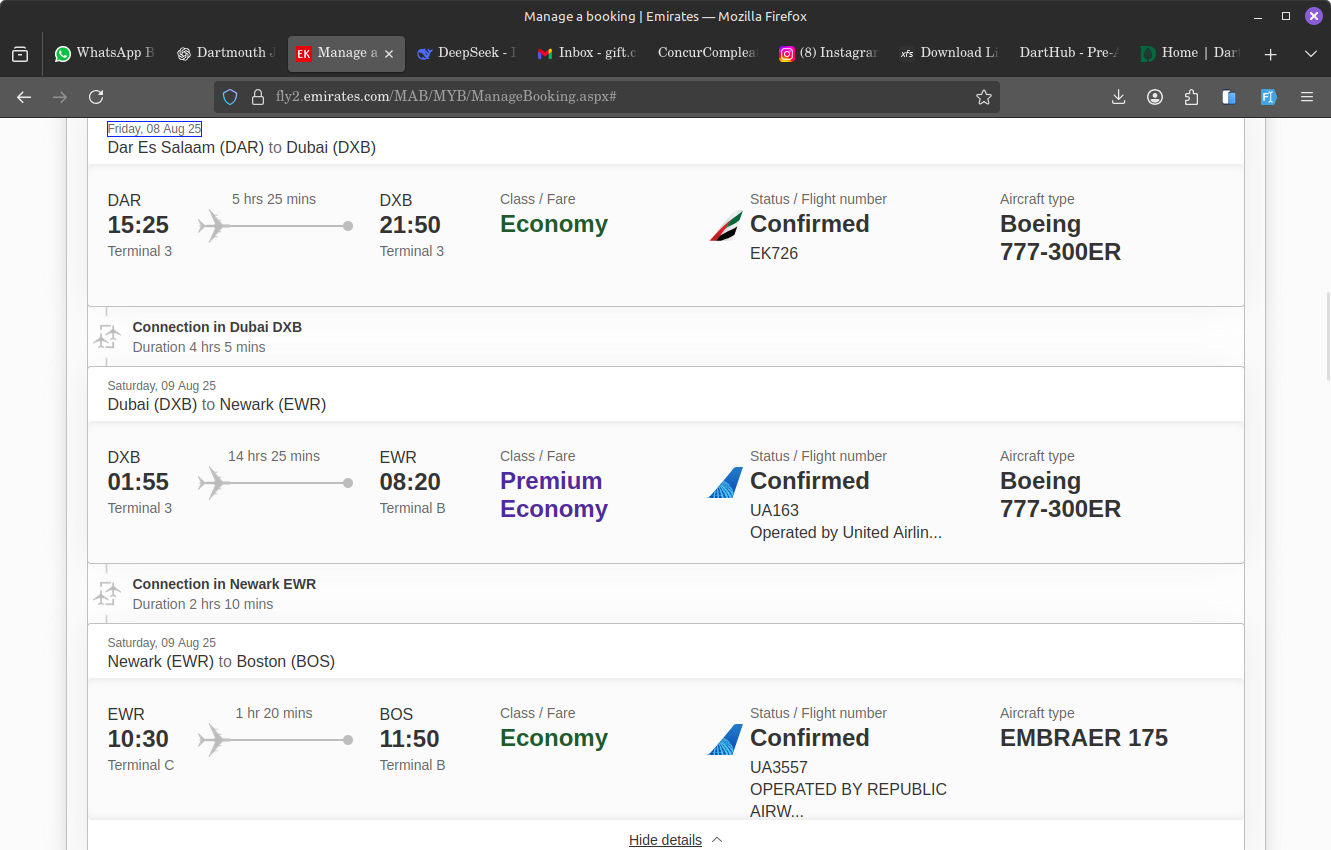 Manage a booking | Emirates — Mozilla Firefox
WhatsApp B
Dartmouth J
EK Manage a
DeepSeek - I
Inbox - gift.c
ConcurComplea
(8) Instagram
xfs Download Li
DartHub - Pre-A
Home | Dart
fly2.emirates.com/MAB/MYB/ManageBooking.aspx#
Friday, 08 Aug 25
Dar Es Salaam (DAR) to Dubai (DXB)
DAR 5 hrs 25 mins DXB Class / Fare Status / Flight number Aircraft type
15:25 21:50 Economy Confirmed Boeing
Terminal 3 Terminal 3 EK726 777-300ER
Connection in Dubai DXB
Duration 4 hrs 5 mins
Saturday, 09 Aug 25
Dubai (DXB) to Newark (EWR)
DXB 14 hrs 25 mins EWR Class / Fare Status / Flight number Aircraft type
01:55 08:20 Premium Confirmed Boeing
Terminal 3 Terminal B Economy UA163 777-300ER
Operated by United Airlin...
Connection in Newark EWR
Duration 2 hrs 10 mins
Saturday, 09 Aug 25
Newark (EWR) to Boston (BOS)
EWR 1 hr 20 mins BOS Class / Fare Status / Flight number Aircraft type
10:30 11:50 Economy Confirmed EMBRAER 175
Terminal C Terminal B UA3557
OPERATED BY REPUBLIC
AIRW...
Hide details